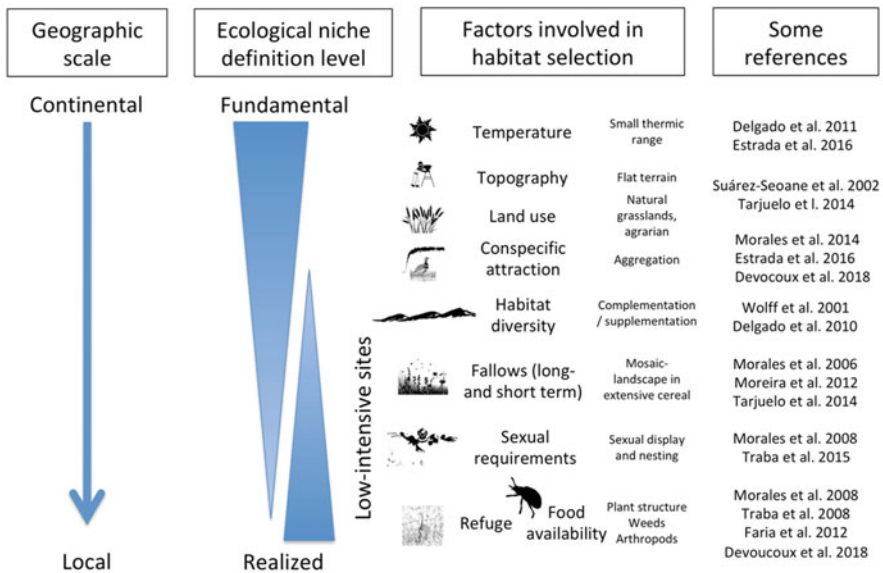 Geographic
scale
Ecological niche
definition level
Factors involved in
habitat selection
Some
references
Continental
Fundamental
Temperature
Small thermic
range
Delgado et al. 2011
Estrada et al. 2016
Topography
Flat terrain
Suárez-Seoane et al. 2002
Tarjuelo et l. 2014
Land use
Natural
grasslands,
agrarian
Conspecific
attraction
Aggregation
Morales et al. 2014
Estrada et al. 2016
Devocoux et al. 2018
Habitat
diversity
Complementation
/ supplementation
Wolff et al. 2001
Delgado et al. 2010
Low-intensive sites
Fallows (long-
and short term)
Mosaic-
landscape in
extensive cereal
Morales et al. 2006
Moreira et al. 2012
Tarjuelo et al. 2014
Sexual
requirements
Sexual display
and nesting
Morales et al. 2008
Traba et al. 2015
Refuge
Food
availability
Plant structure
Weeds
Arthropods
Morales et al. 2008
Traba et al. 2008
Faria et al. 2012
Devoucoux et al. 2018
Local
Realized